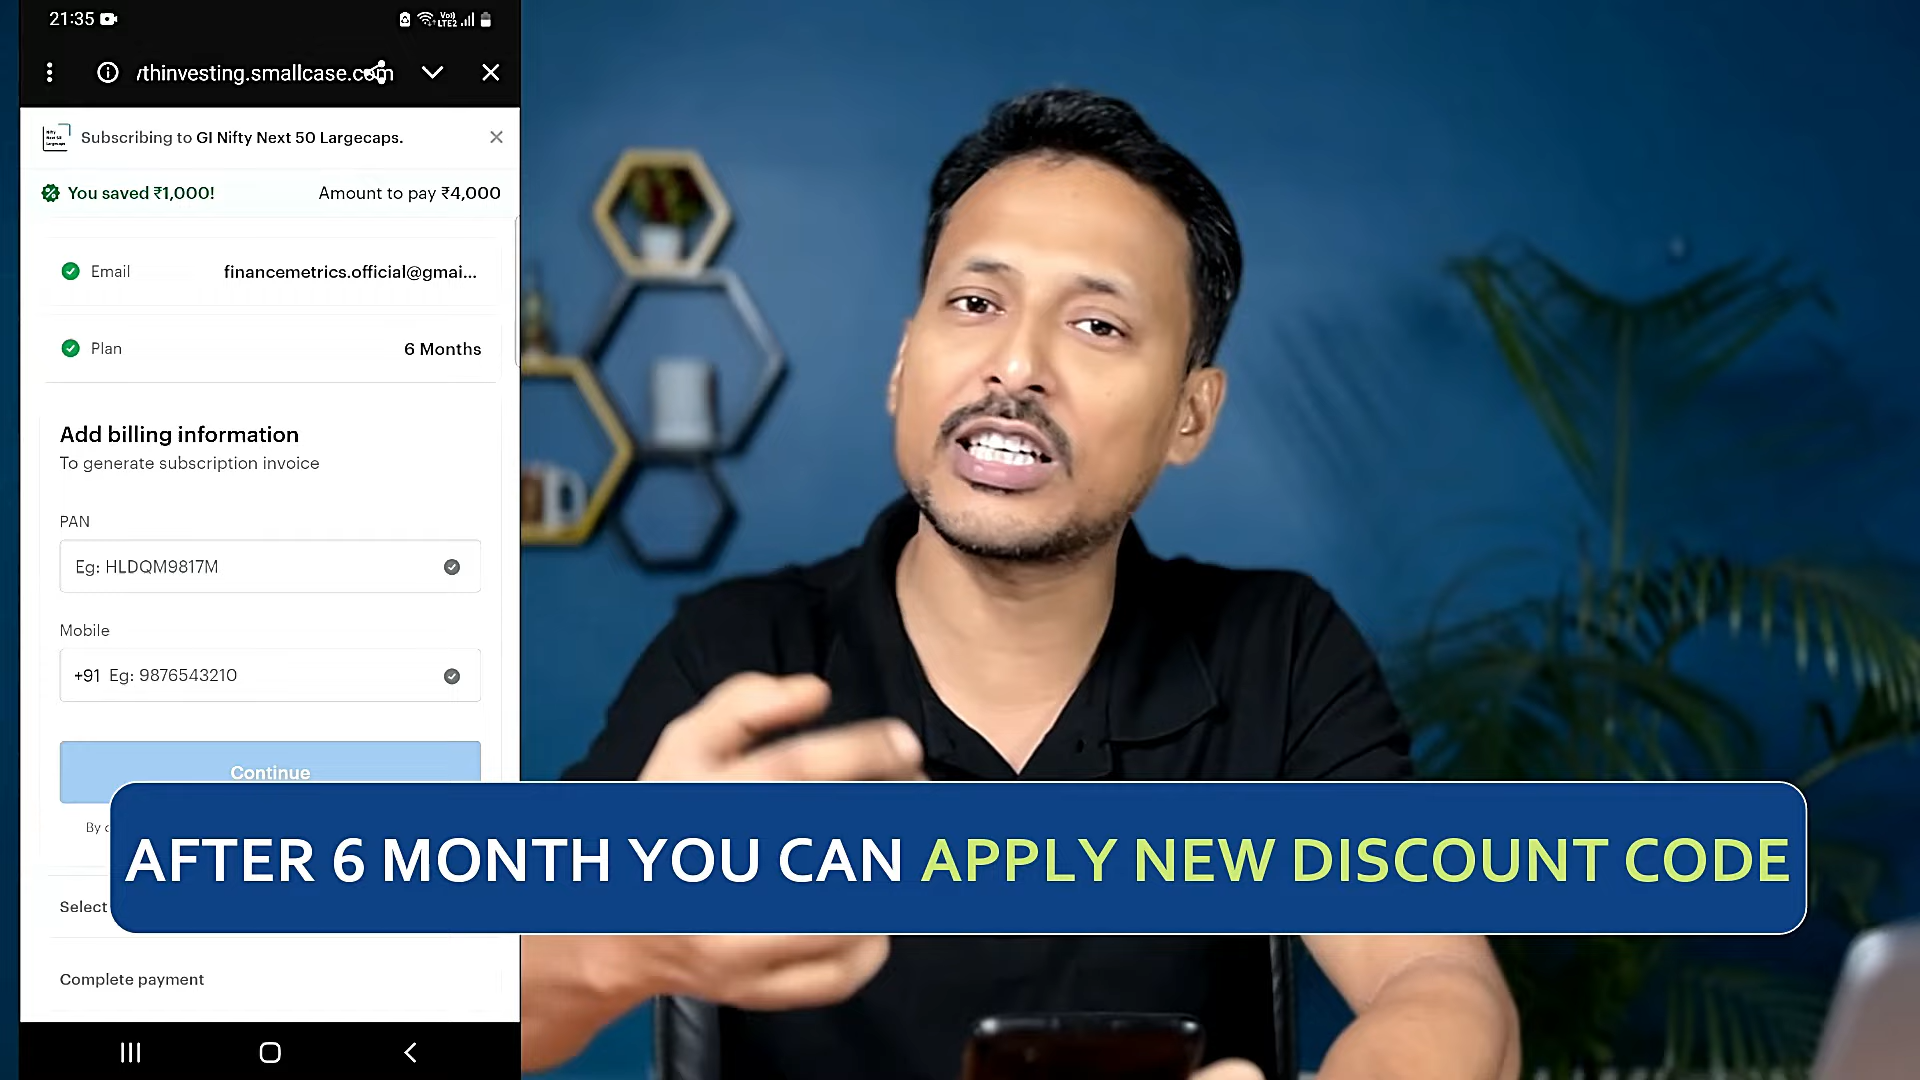 21:35
Vo)) LTE2
/thinvesting.smallcase.com
Subscribing to GI Nifty Next 50 Largecaps.
You saved ₹1,000!
Amount to pay ₹4,000
Email
financemetrics.official@gmai...
Plan
6 Months
Add billing information
To generate subscription invoice
PAN
Eg: HLDQM9817M
Mobile
+91 Eg: 9876543210
Continue
By
AFTER 6 MONTH YOU CAN APPLY NEW DISCOUNT CODE
Select
Complete payment